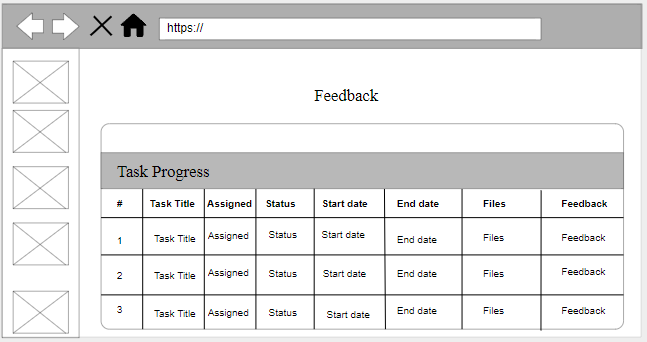 https://
Feedback
Task Progress
# Task Title Assigned Status Start date End date Files Feedback
1 Task Title Assigned Status Start date End date Files Feedback
2 Task Title Assigned Status Start date End date Files Feedback
3 Task Title Assigned Status Start date End date Files Feedback